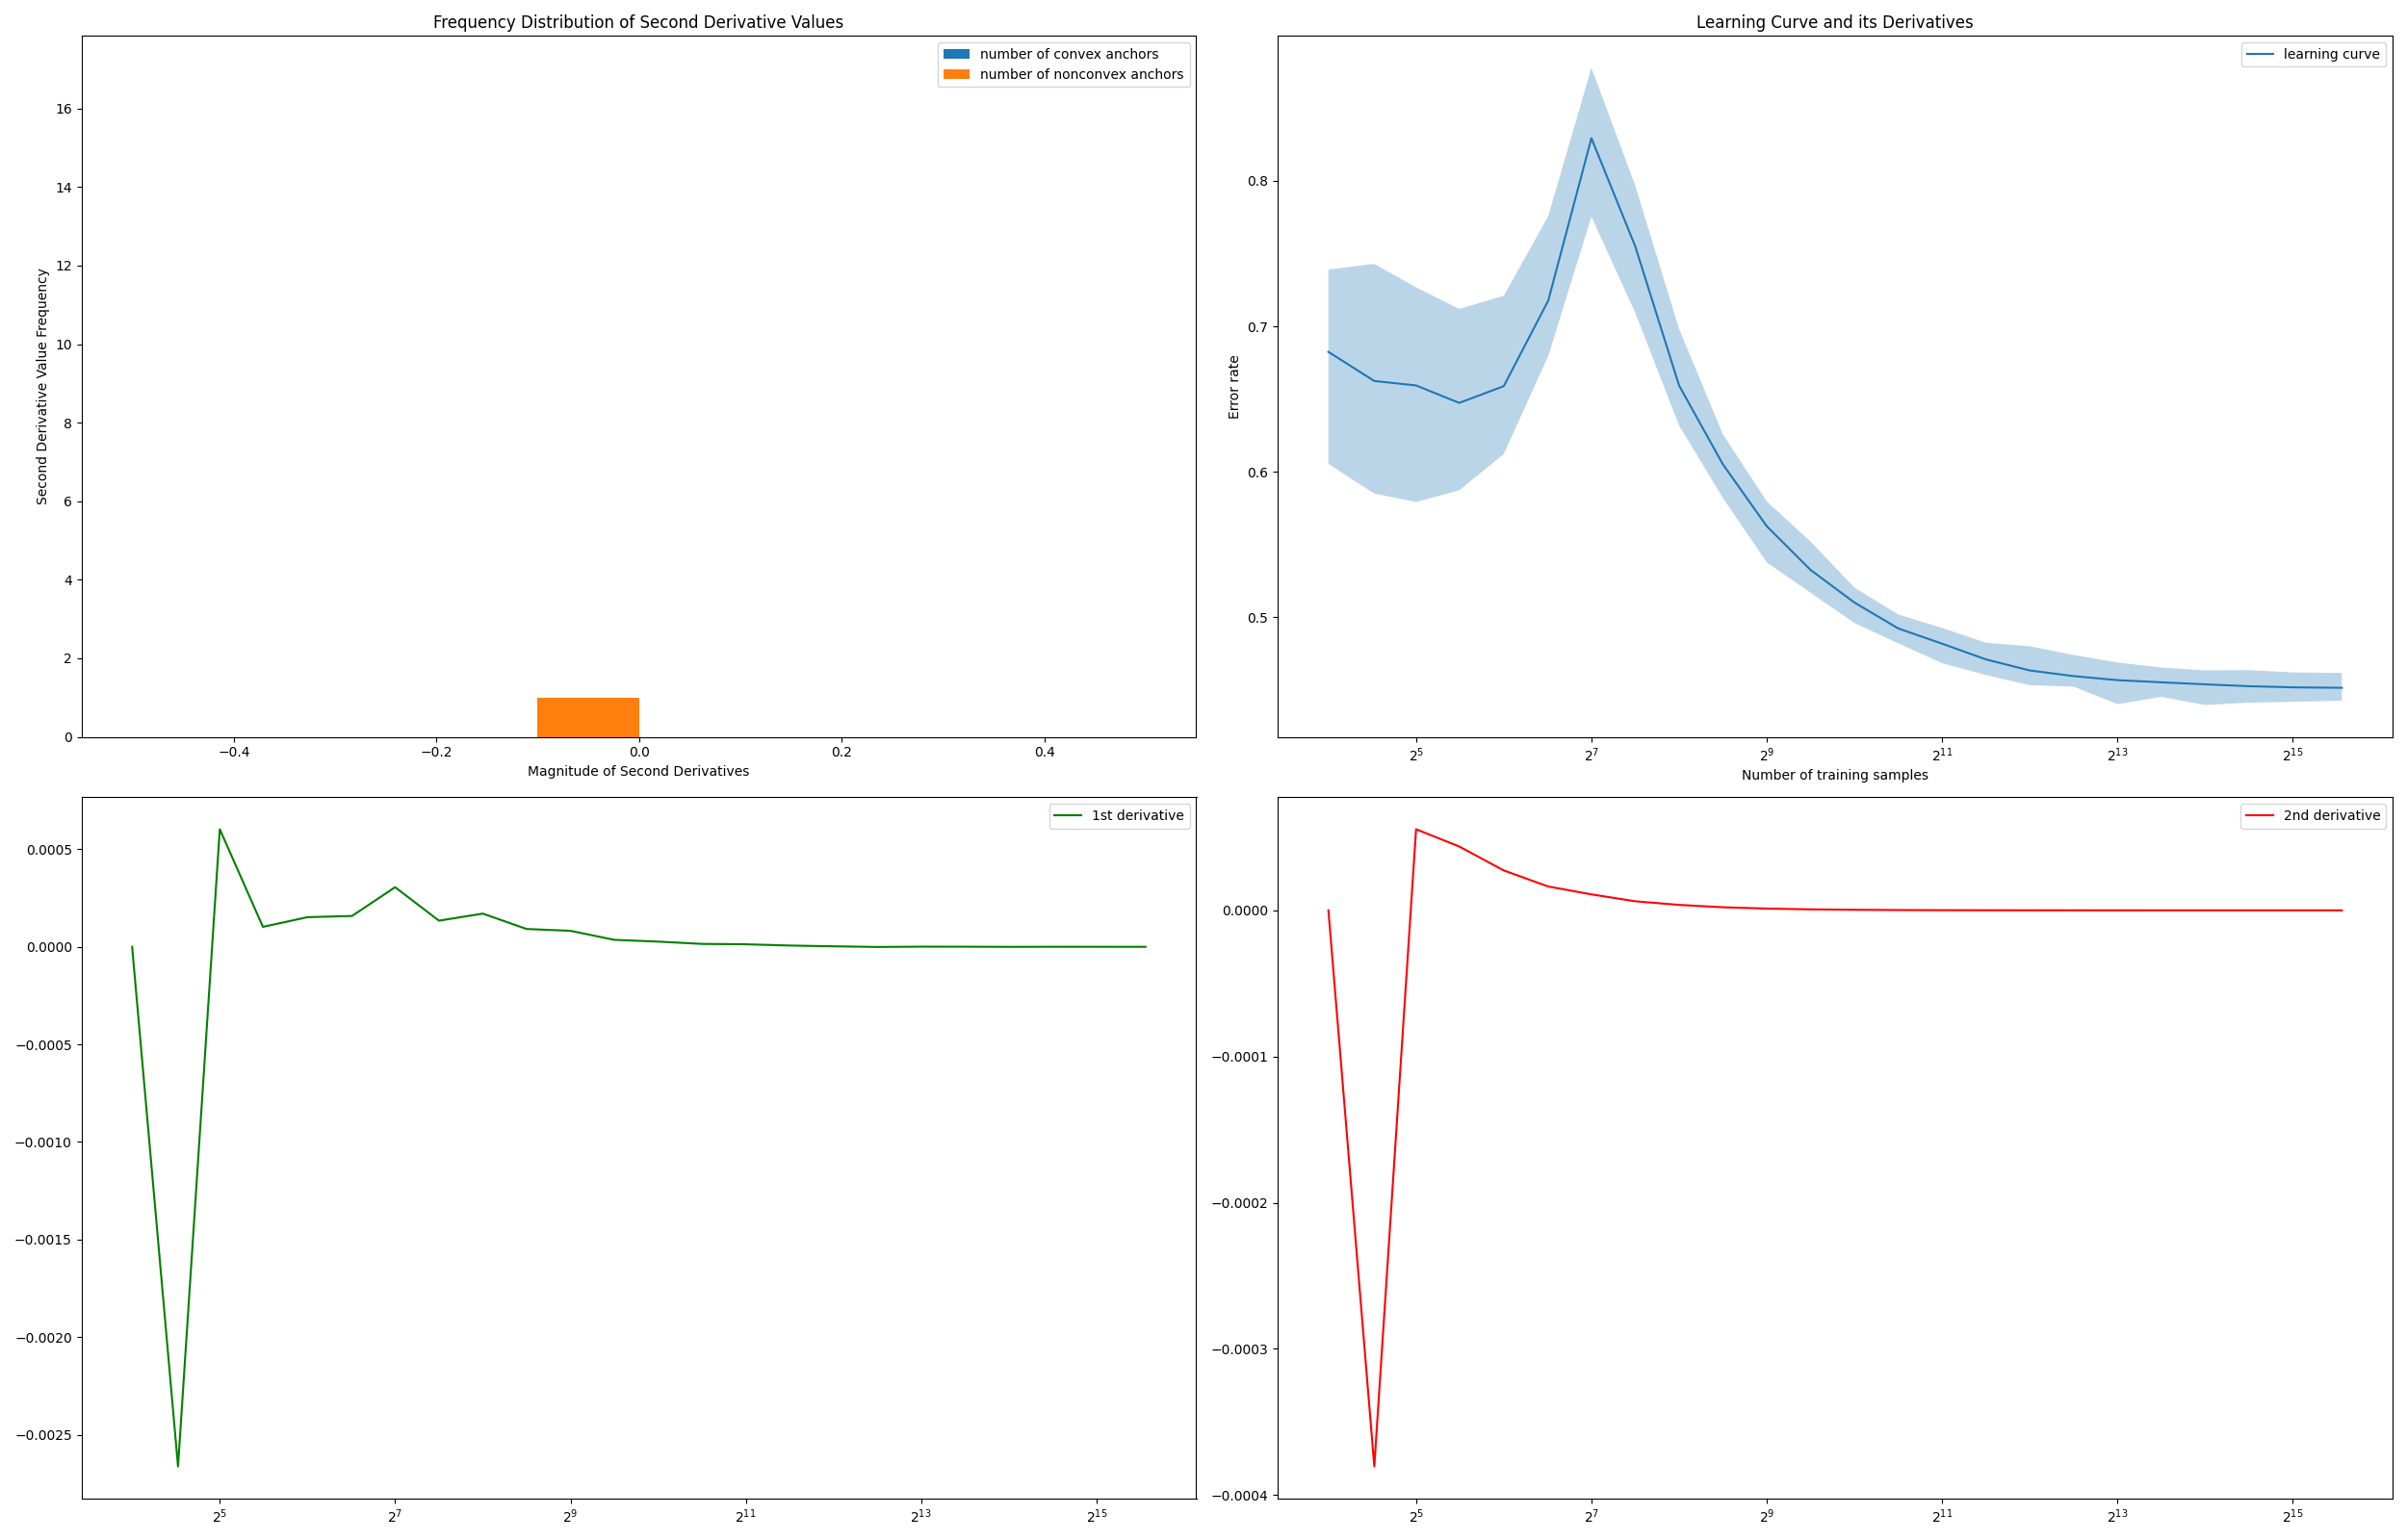 Frequency Distribution of Second Derivative Values
number of convex anchors
number of nonconvex anchors
Second Derivative Value Frequency
16
14
12
10
8
6
4
2
0
−0.4 −0.2 0.0 0.2 0.4
Magnitude of Second Derivatives
Learning Curve and its Derivatives
learning curve
Error rate
0.8
0.7
0.6
0.5
2^5 2^7 2^9 2^11 2^13 2^15
Number of training samples
1st derivative
0.0005
0.0000
−0.0005
−0.0010
−0.0015
−0.0020
−0.0025
2^5 2^7 2^9 2^11 2^13 2^15
2nd derivative
0.0000
−0.0001
−0.0002
−0.0003
−0.0004
2^5 2^7 2^9 2^11 2^13 2^15